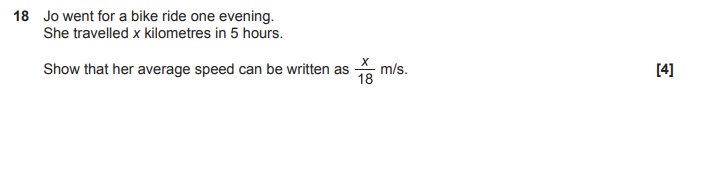 18 Jo went for a bike ride one evening.
She travelled x kilometres in 5 hours.
Show that her average speed can be written as x/18 m/s. [4]